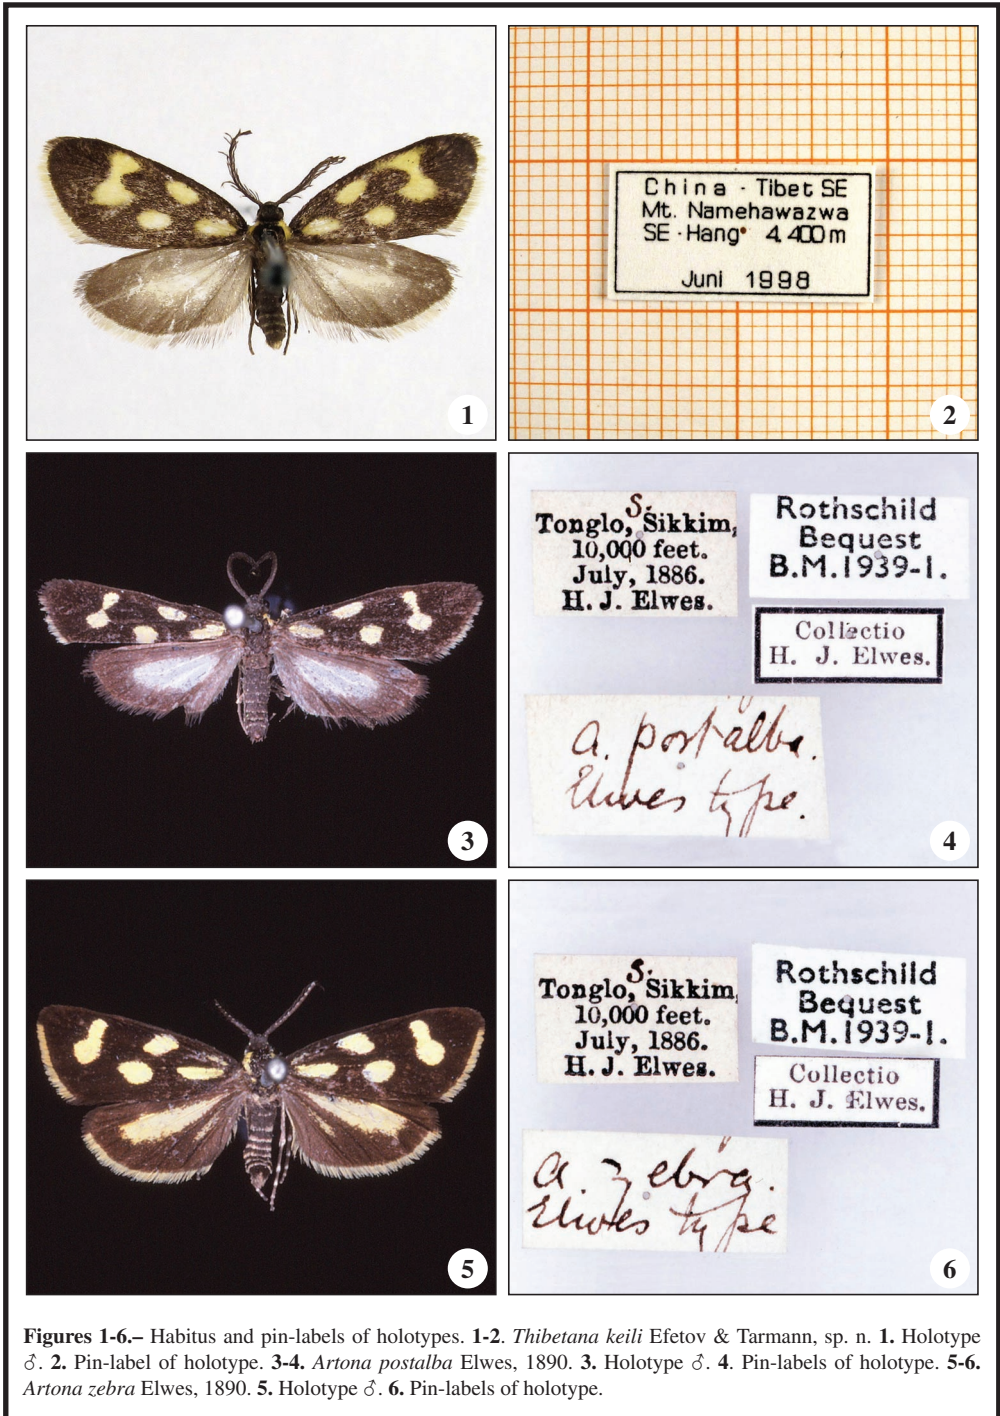 China - Tibet SE
Mt. Namehawazwa
SE-Hang 4.400m
Juni 1998
1
2
S.
Tonglo, Sikkim,
10,000 feet.
July, 1886.
H. J. Elwes.
Rothschild
Bequest
B.M.1939-1.
Collectio
H. J. Elwes.
a. postalba.
Elwes type.
3
4
S.
Tonglo, Sikkim,
10,000 feet.
July, 1886.
H. J. Elwes.
Rothschild
Bequest
B.M.1939-1.
Collectio
H. J. Elwes.
a. zebra.
Elwes type
5
6
Figures 1-6.– Habitus and pin-labels of holotypes. 1-2. Thibetana keili Efetov & Tarmann, sp. n. 1. Holotype
♂. 2. Pin-label of holotype. 3-4. Artona postalba Elwes, 1890. 3. Holotype ♂. 4. Pin-labels of holotype. 5-6.
Artona zebra Elwes, 1890. 5. Holotype ♂. 6. Pin-labels of holotype.